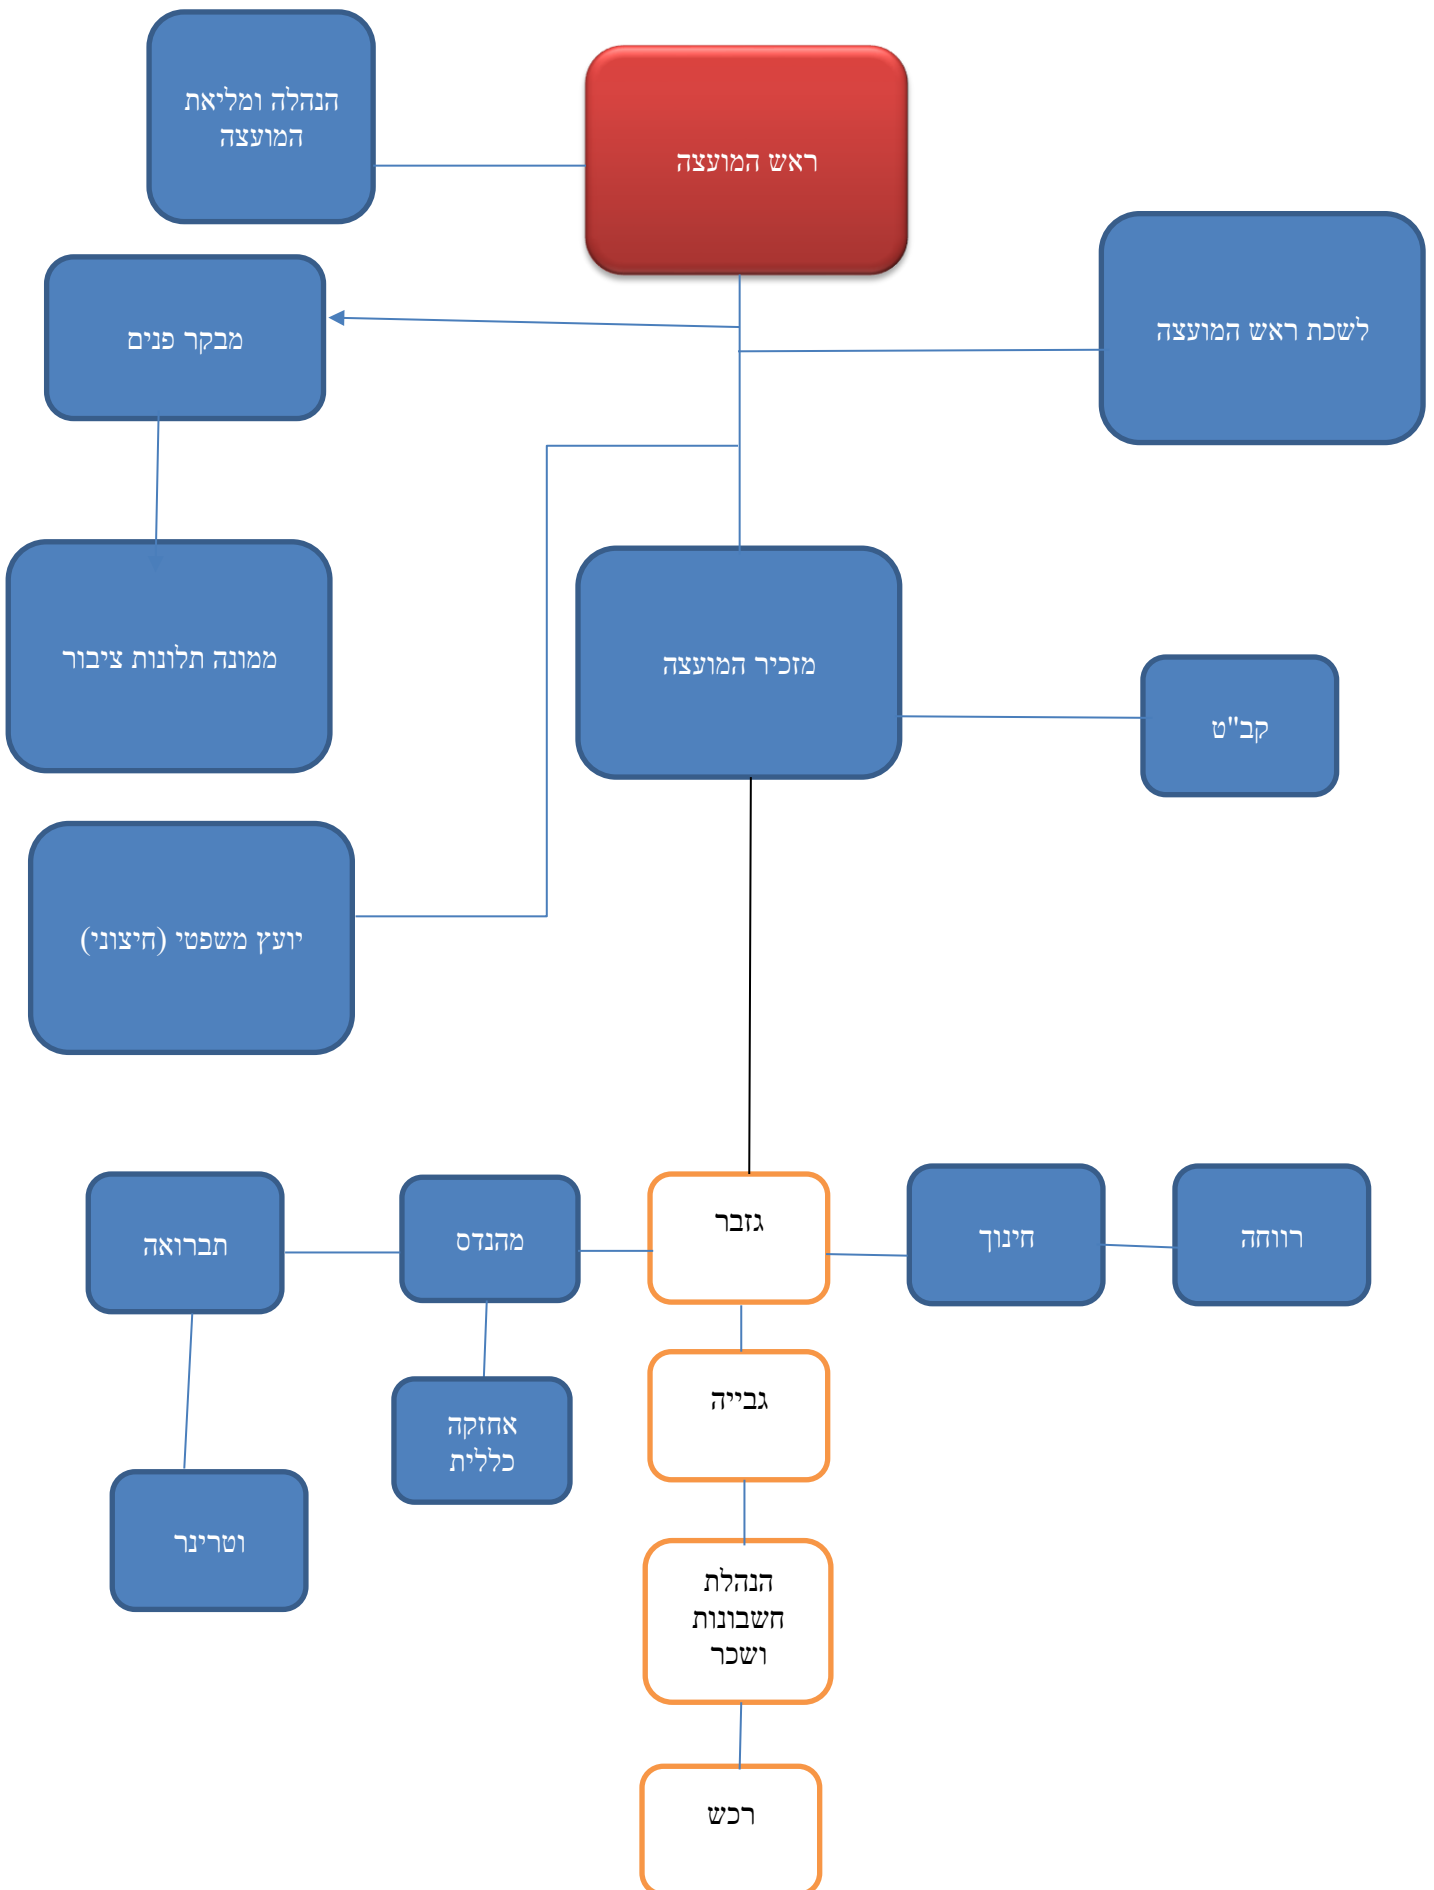 הנהלה ומליאת
המועצה
ראש המועצה
לשכת ראש המועצה
מבקר פנים
ממונה תלונות ציבור
מזכיר המועצה
קב"ט
יועץ משפטי (חיצוני)
רווחה
חינוך
גזבר
מהנדס
תברואה
גבייה
אחזקה
כללית
וטרינר
הנהלת
חשבונות
ושכר
רכש